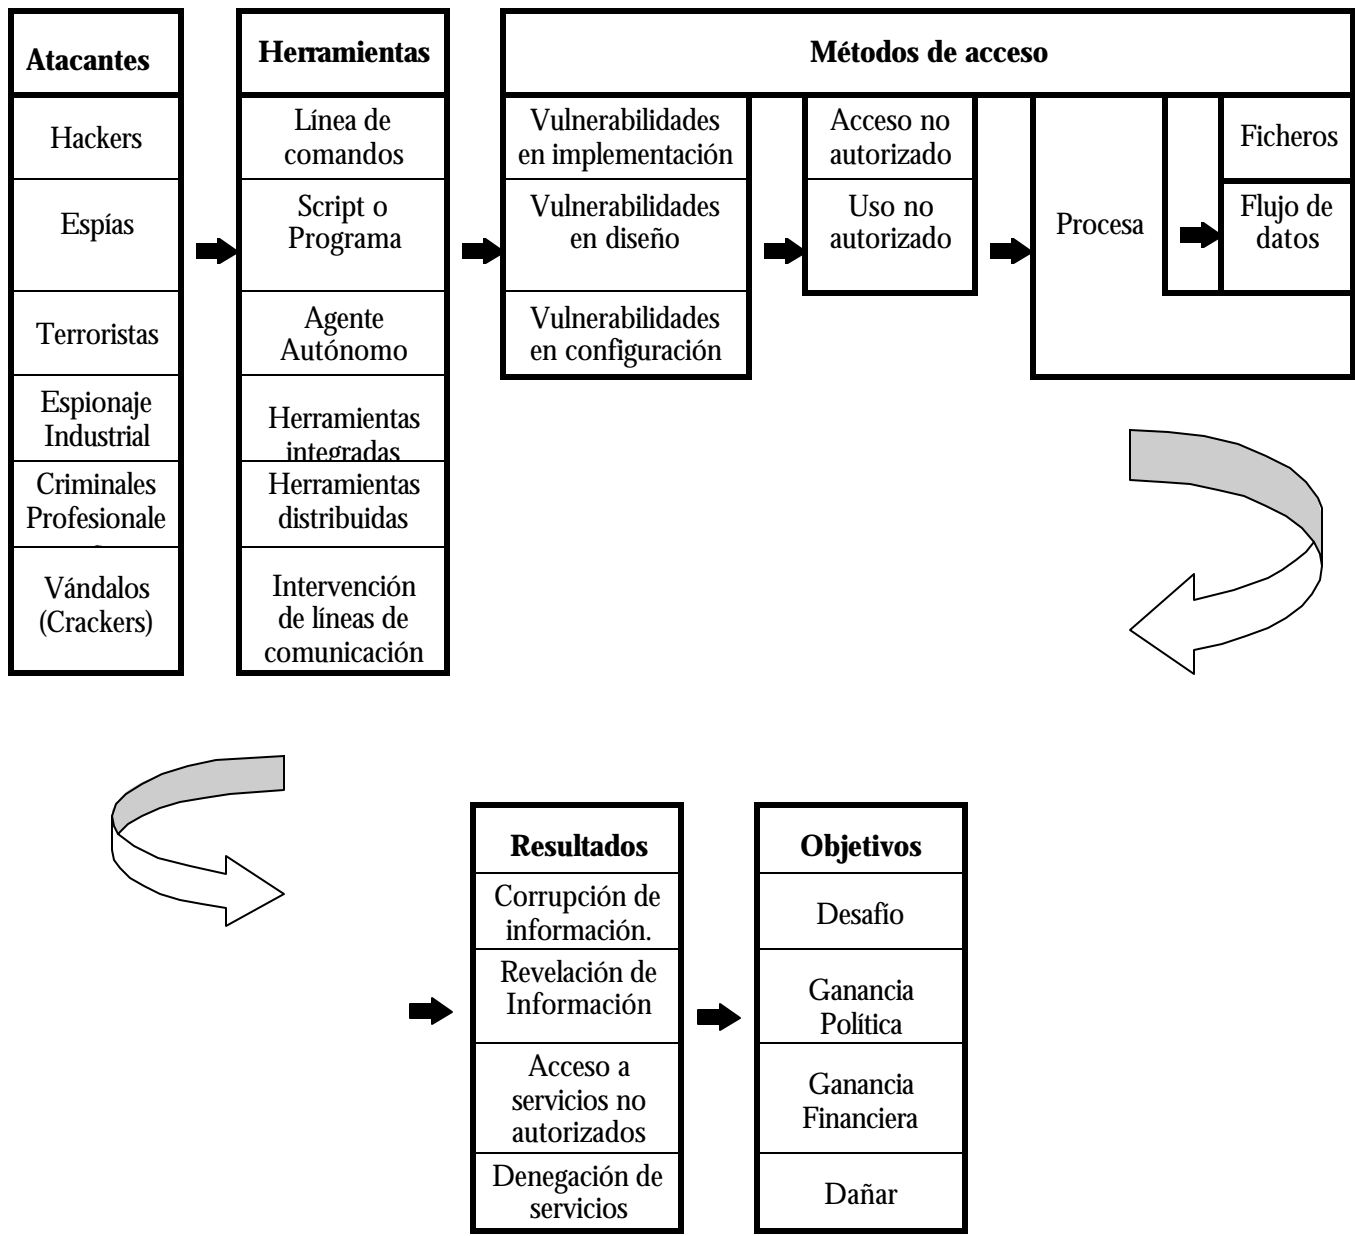 Atacantes
Hackers
Espías
Terroristas
Espionaje
Industrial
Criminales
Profesionale
Vándalos
(Crackers)
Herramientas
Línea de
comandos
Script o
Programa
Agente
Autónomo
Herramientas
integradas
Herramientas
distribuidas
Intervención
de líneas de
comunicación
Métodos de acceso
Vulnerabilidades
en implementación
Vulnerabilidades
en diseño
Vulnerabilidades
en configuración
Acceso no
autorizado
Uso no
autorizado
Procesa
Ficheros
Flujo de
datos
Resultados
Corrupción de
información.
Revelación de
Información
Acceso a
servicios no
autorizados
Denegación de
servicios
Objetivos
Desafío
Ganancia
Política
Ganancia
Financiera
Dañar